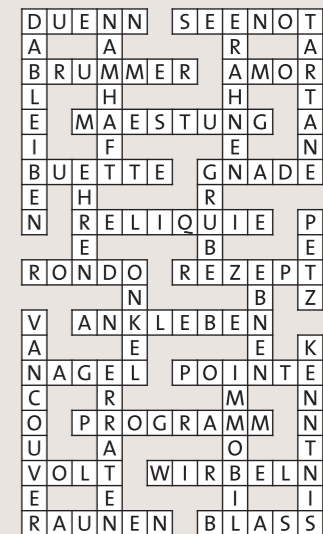 DUENN SEENOT
A A R A
BRUMMER AMOR
L H H T
E MAESTUNG A
I F E N
BUETTE GNADE
E H R
N RELIQUIE P
E B E
RONDO REZEPT
N B Z
V ANKLEBEN
A E E K
NAGEL POINTE
C R M N
O PROGRAMM N
U A O T
VOLT WIRBELN
E E I I
RAUNEN BLASS